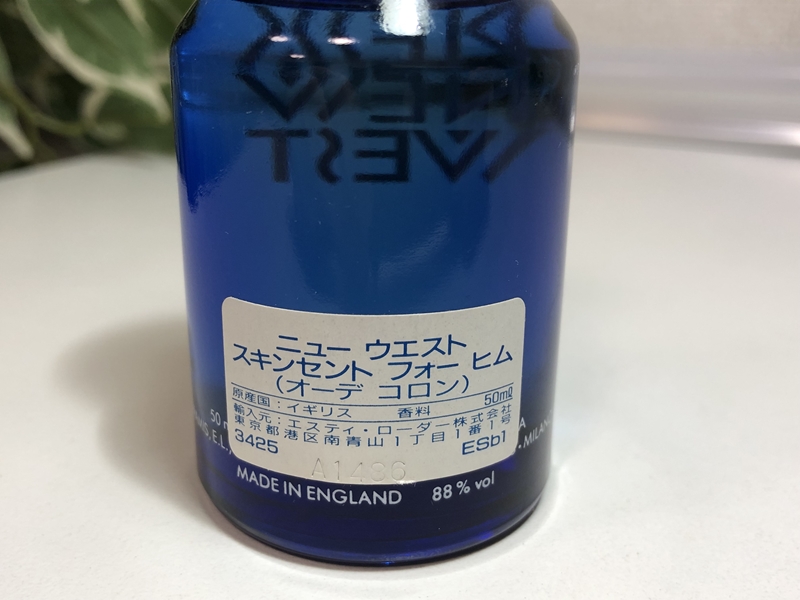 NEW
WEST
ニュー ウエスト
スキンセント フォー ヒム
(オーデ コロン)
原産国：イギリス 香料 50ml
輸入元：エスティ・ローダー株式会社
東京都港区南青山1丁目1番1号
3425 ESb1
50
MADE IN ENGLAND 88% vol